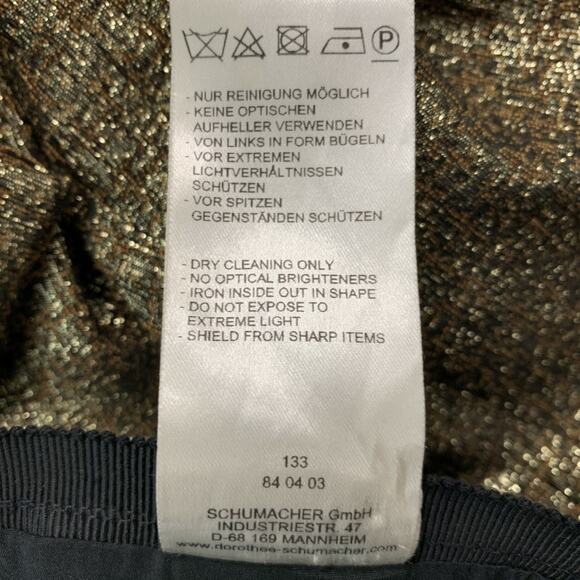 P
- NUR REINIGUNG MÖGLICH
- KEINE OPTISCHEN
AUFHELLER VERWENDEN
- VON LINKS IN FORM BÜGELN
- VOR EXTREMEN
LICHTVERHÄLTNISSEN
SCHÜTZEN
- VOR SPITZEN
GEGENSTÄNDEN SCHÜTZEN
- DRY CLEANING ONLY
- NO OPTICAL BRIGHTENERS
- IRON INSIDE OUT IN SHAPE
- DO NOT EXPOSE TO
EXTREME LIGHT
- SHIELD FROM SHARP ITEMS
133
84 04 03
SCHUMACHER GmbH
INDUSTRIESTR. 47
D-68 169 MANNHEIM
www.dorothee-schumacher.com